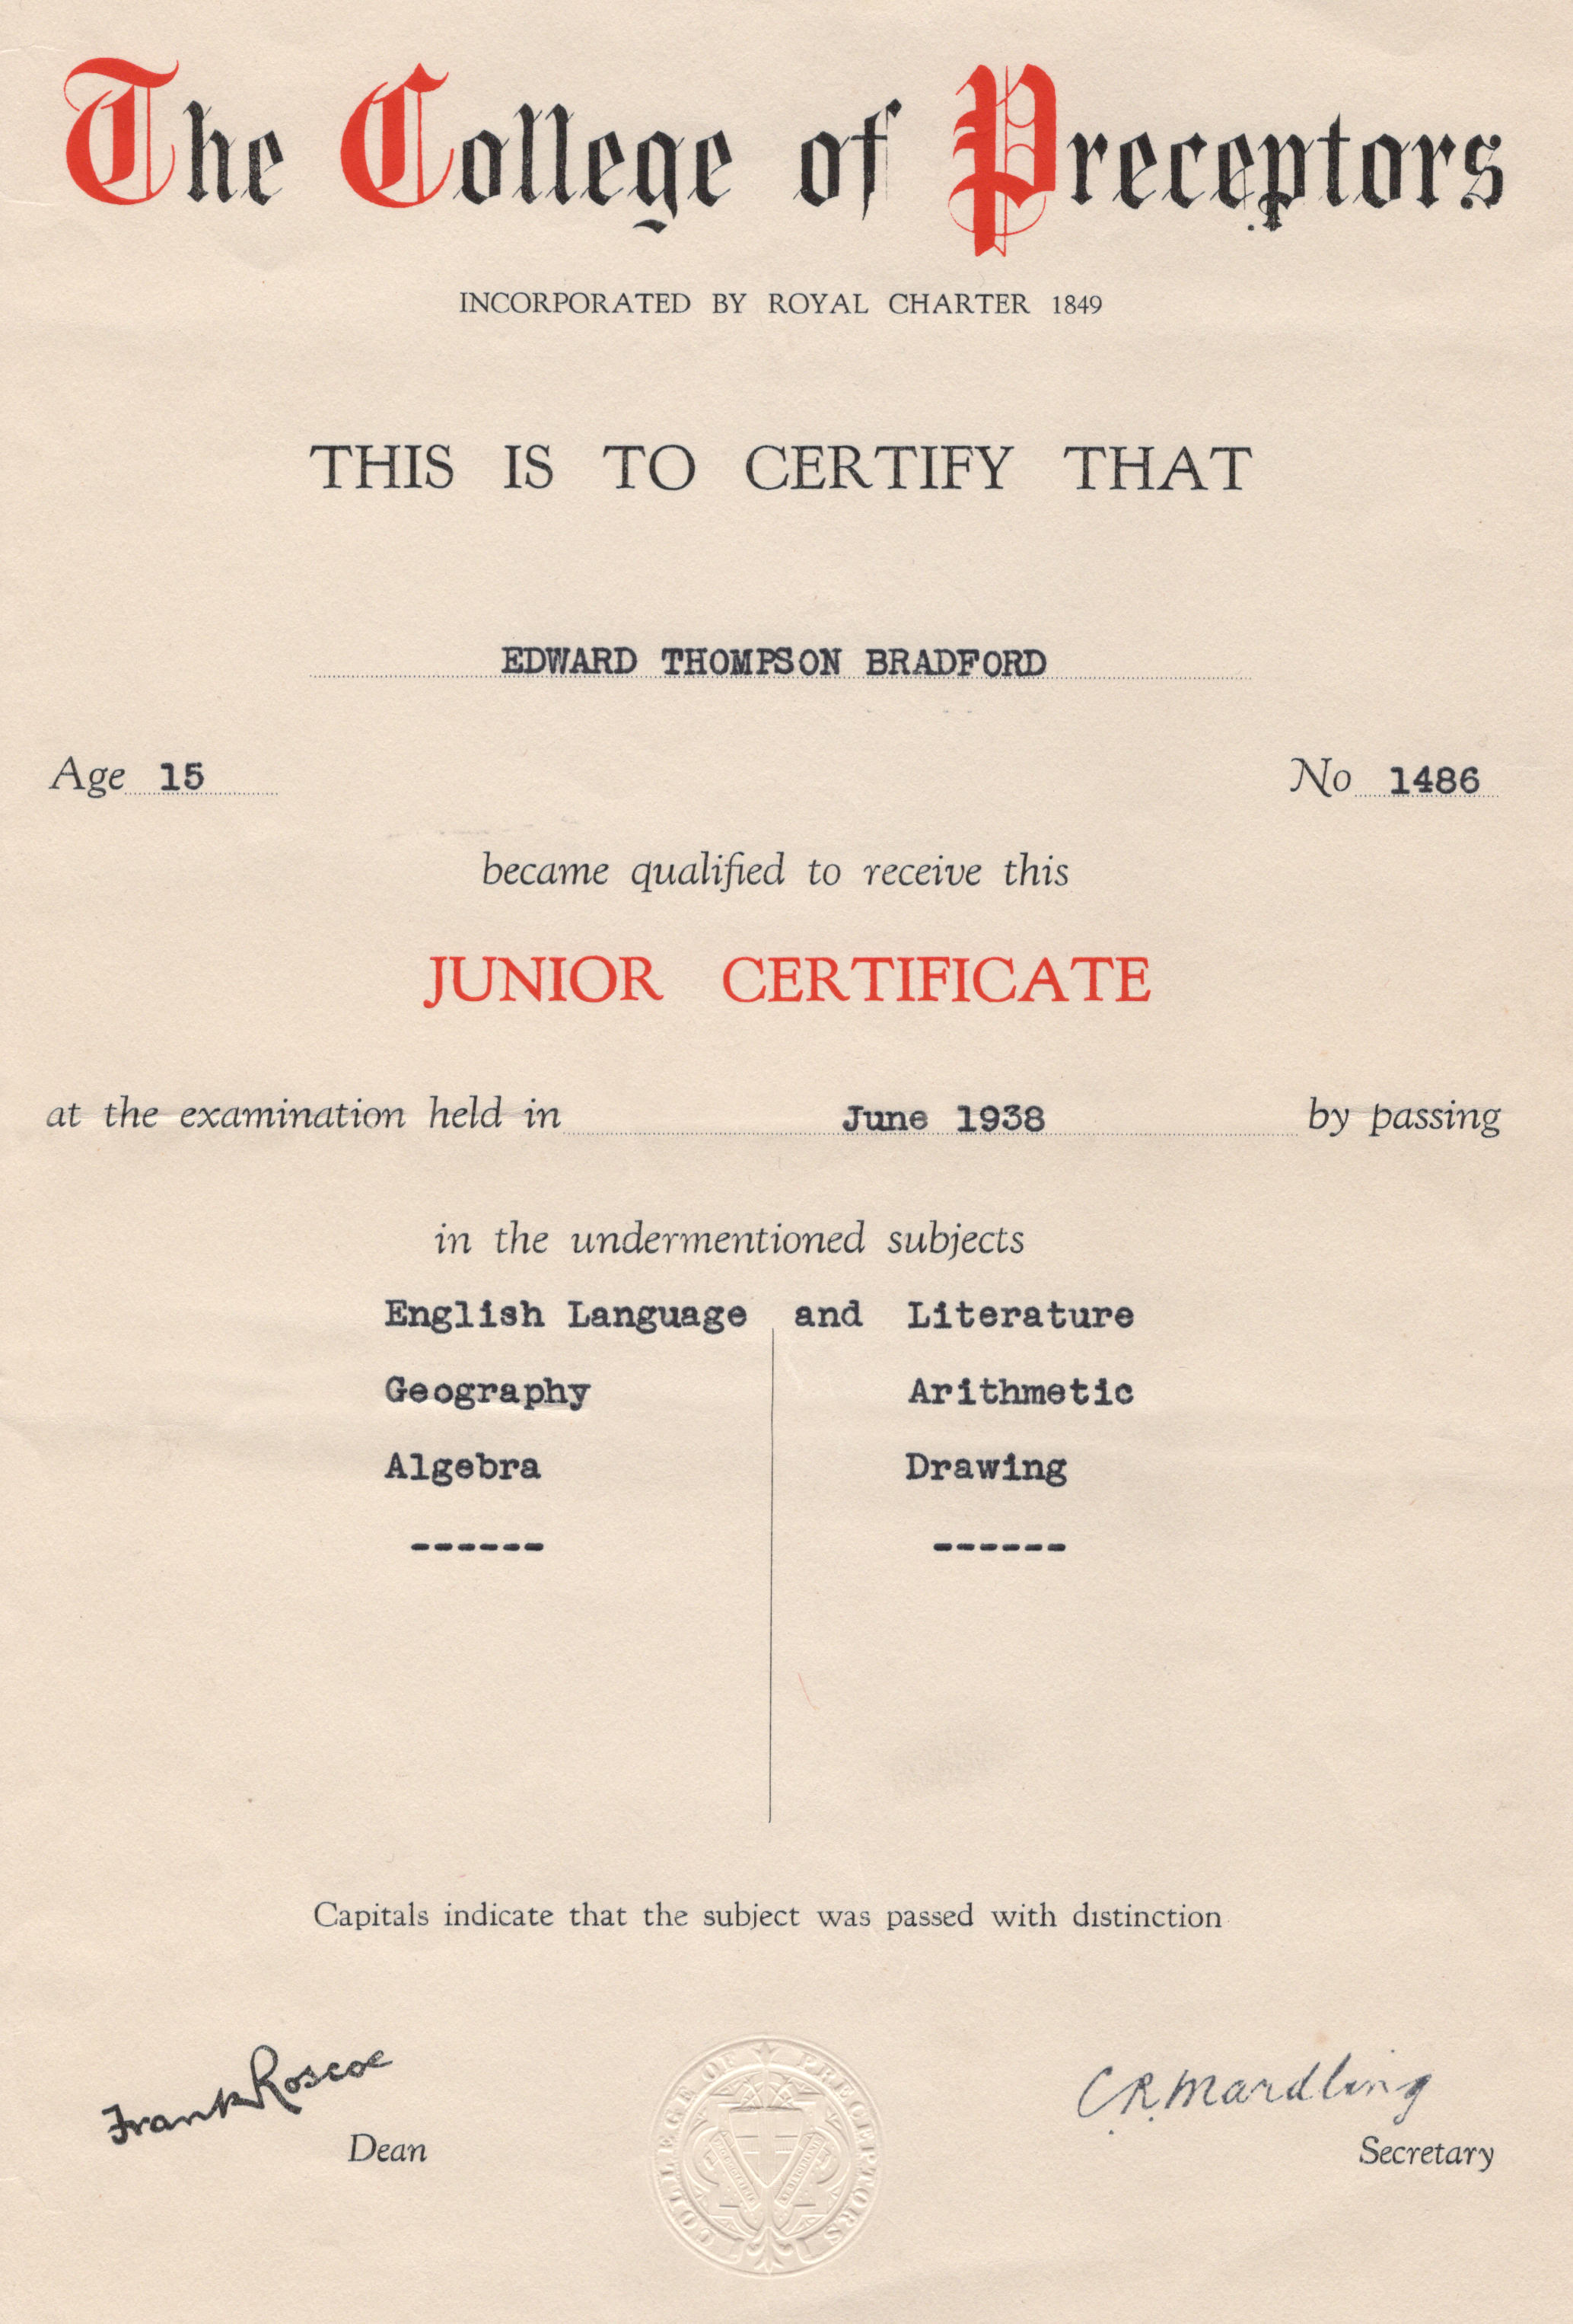 The College of Preceptors
INCORPORATED BY ROYAL CHARTER 1849
THIS IS TO CERTIFY THAT
EDWARD THOMPSON BRADFORD
Age 15 No 1486
became qualified to receive this
JUNIOR CERTIFICATE
at the examination held in June 1938 by passing
in the undermentioned subjects
English Language and Literature
Geography Arithmetic
Algebra Drawing
------ ------
Capitals indicate that the subject was passed with distinction
Frank Roscoe
Dean
COLLEGE OF PRECEPTORS
C R Mardling
Secretary